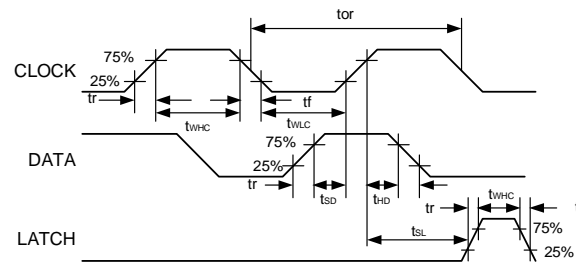 tor
75%
CLOCK
25%
tr
tf
tWHC
tWLC
75%
DATA
25%
tr
tSD
tHD
tr
tWHC
tSL
75%
LATCH
25%